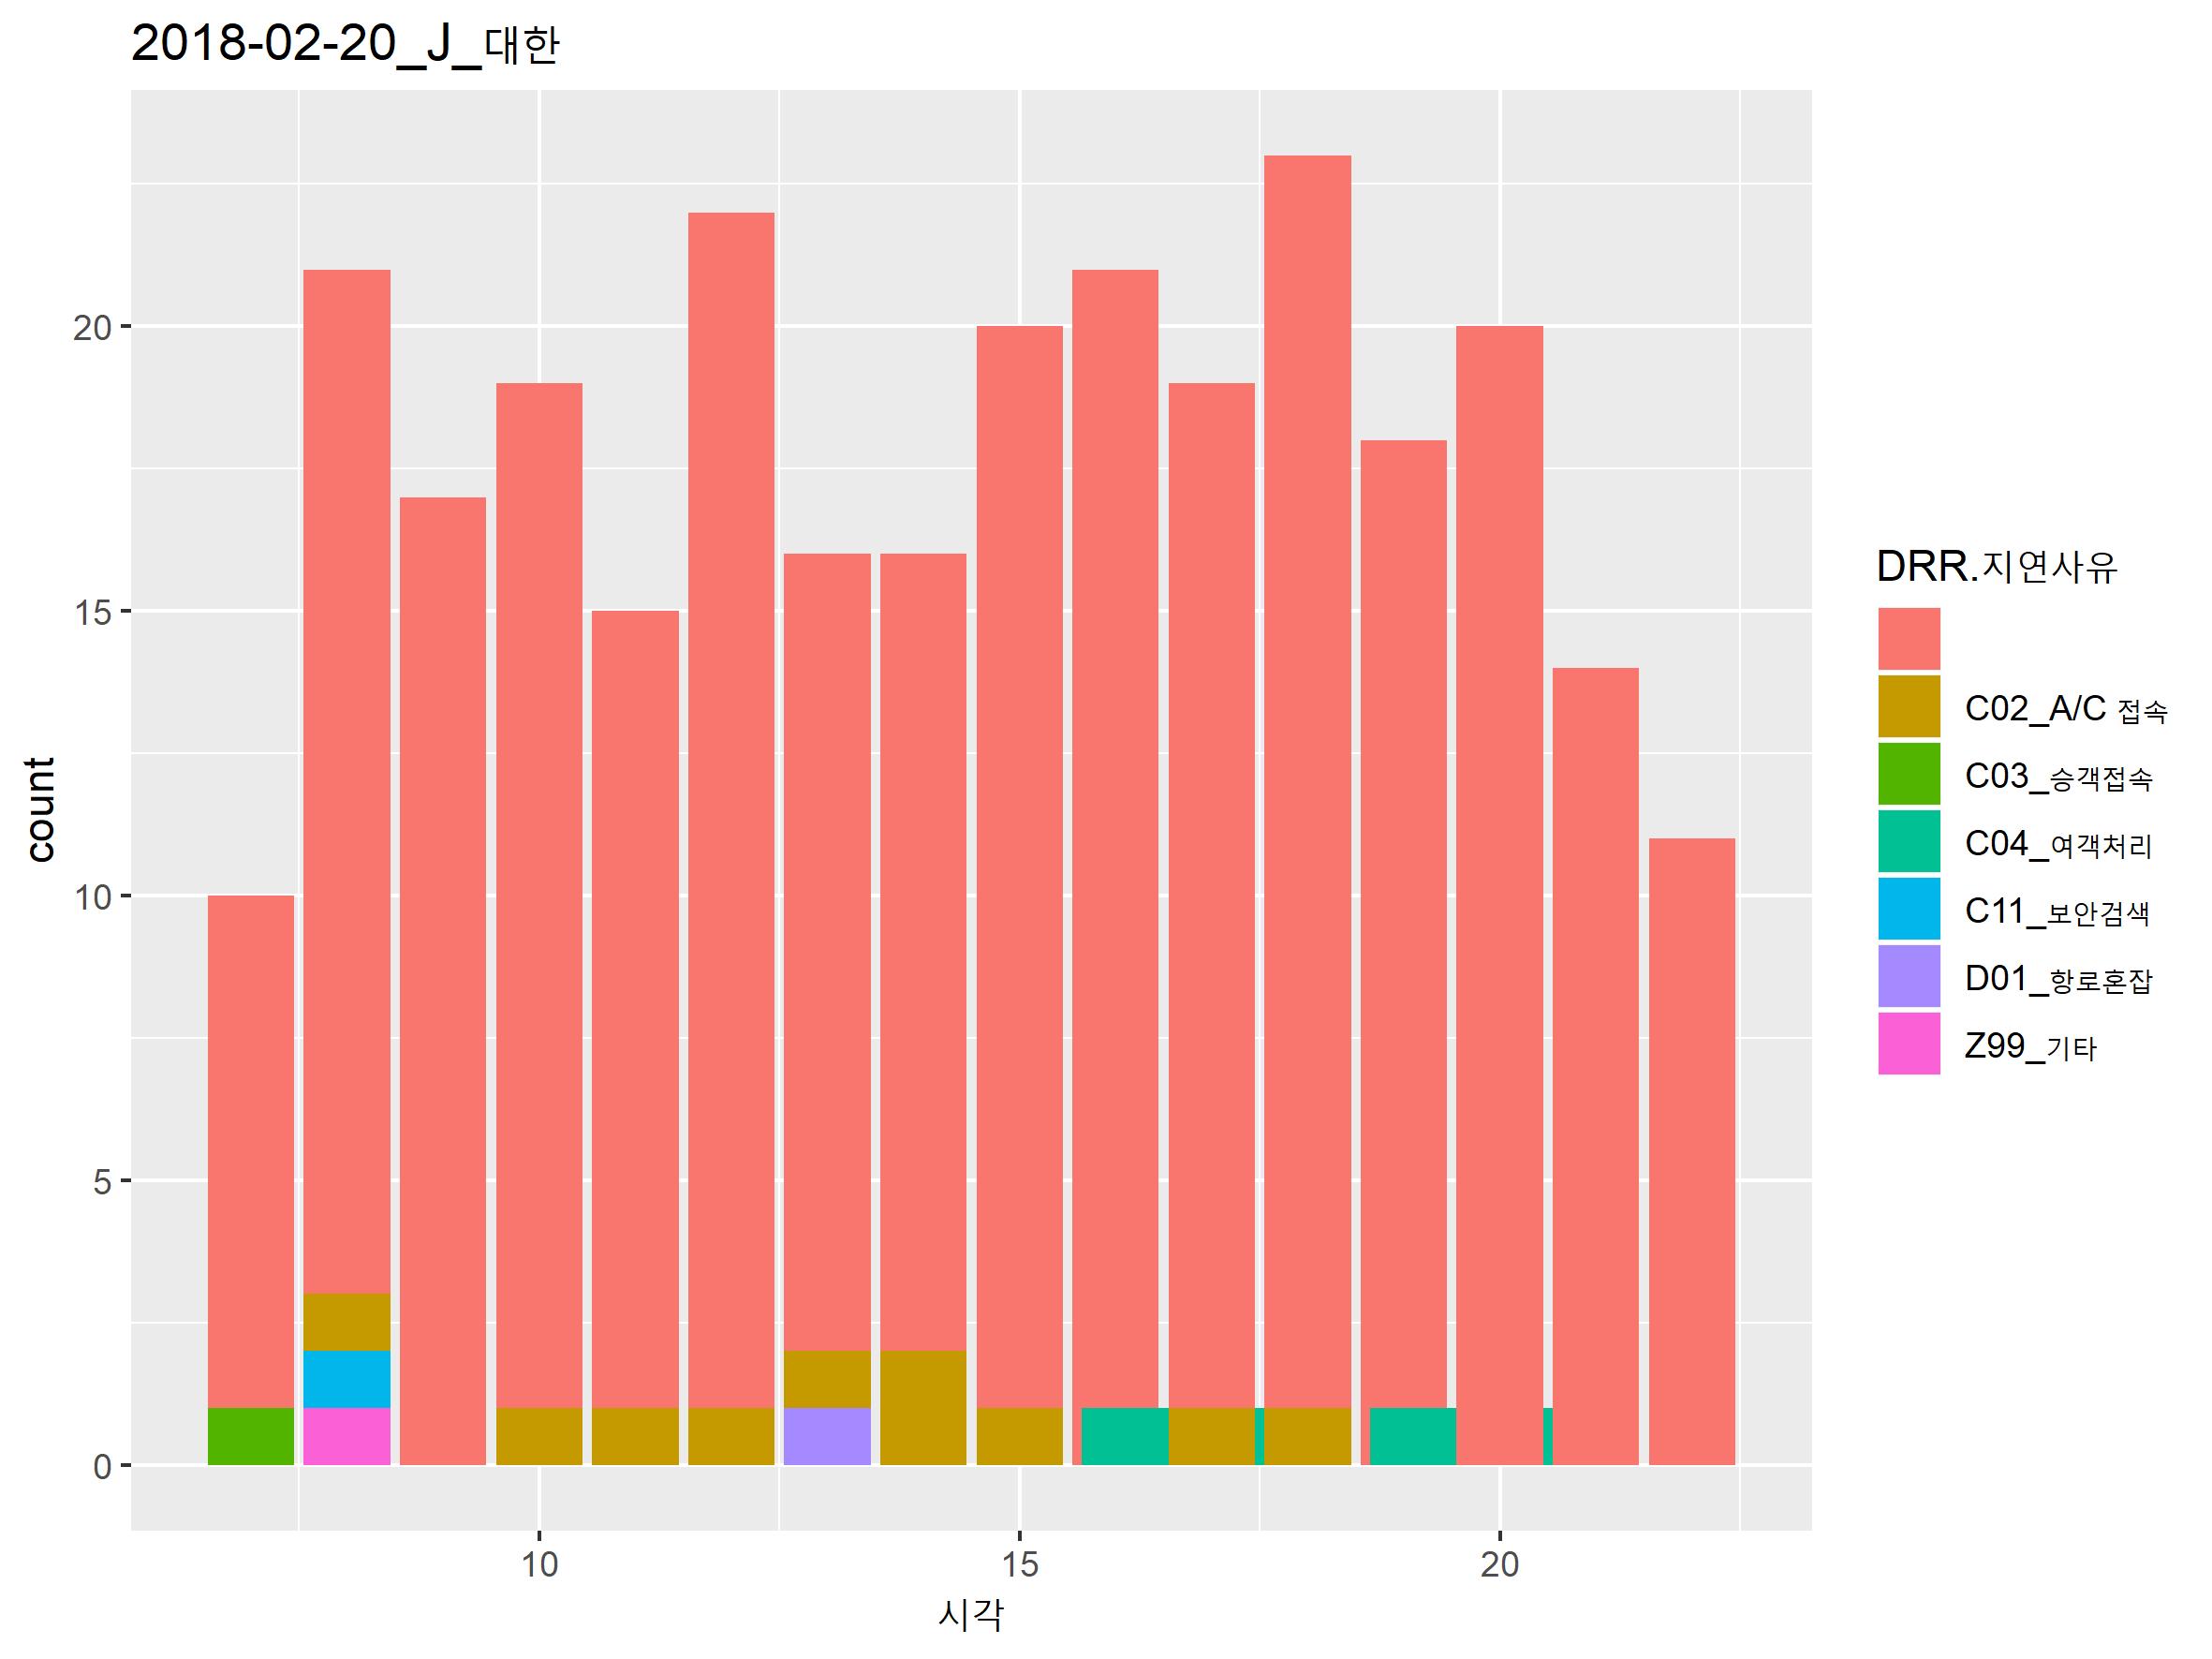 2018-02-20_J_대한
count
20
15
10
5
0
10
15
20
시각
DRR.지연사유
C02_A/C 접속
C03_승객접속
C04_여객처리
C11_보안검색
D01_항로혼잡
Z99_기타